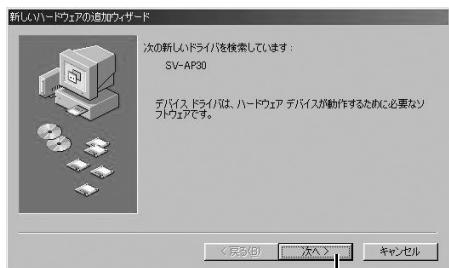 新しいハードウェアの追加ウィザード
次の新しいドライバを検索しています :
SV-AP30
デバイス ドライバは、ハードウェア デバイスが動作するために必要なソ
フトウェアです。
< 戻る(B)
次へ >
キャンセル